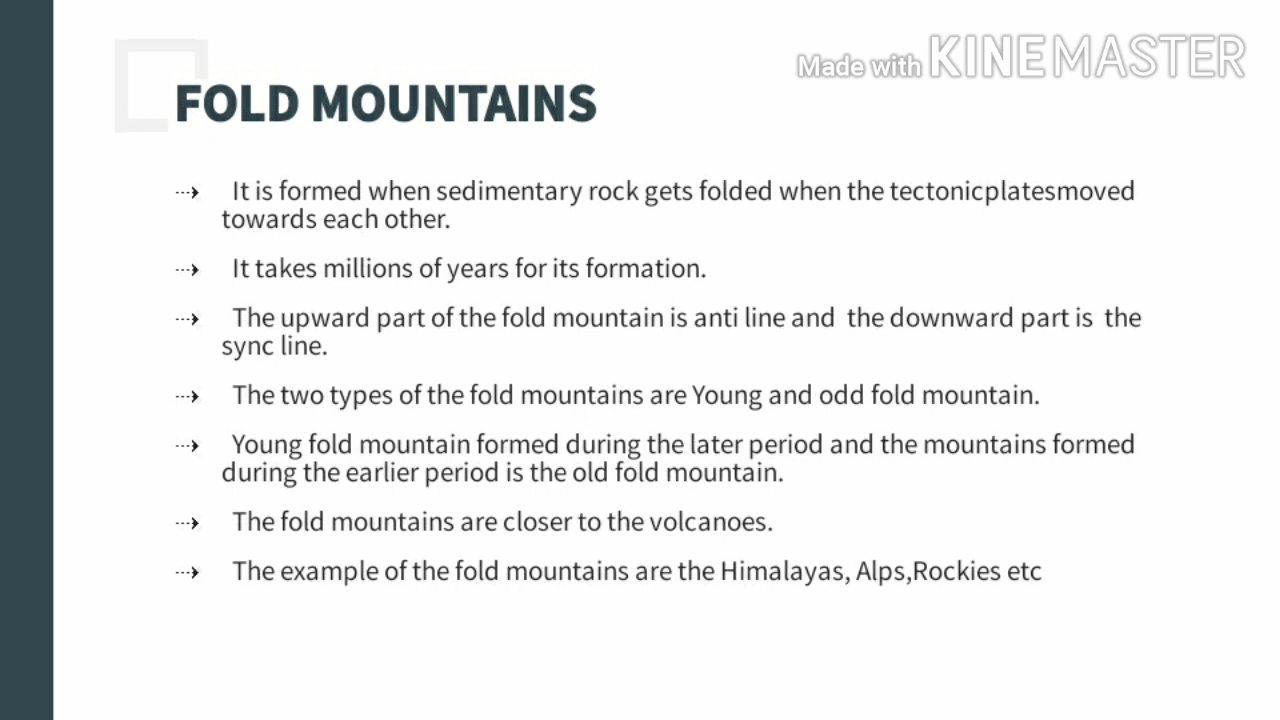 Made with KINEMASTER
FOLD MOUNTAINS
It is formed when sedimentary rock gets folded when the tectonicplatesmoved
towards each other.
It takes millions of years for its formation.
The upward part of the fold mountain is anti line and the downward part is the
sync line.
The two types of the fold mountains are Young and odd fold mountain.
Young fold mountain formed during the later period and the mountains formed
during the earlier period is the old fold mountain.
The fold mountains are closer to the volcanoes.
The example of the fold mountains are the Himalayas, Alps,Rockies etc